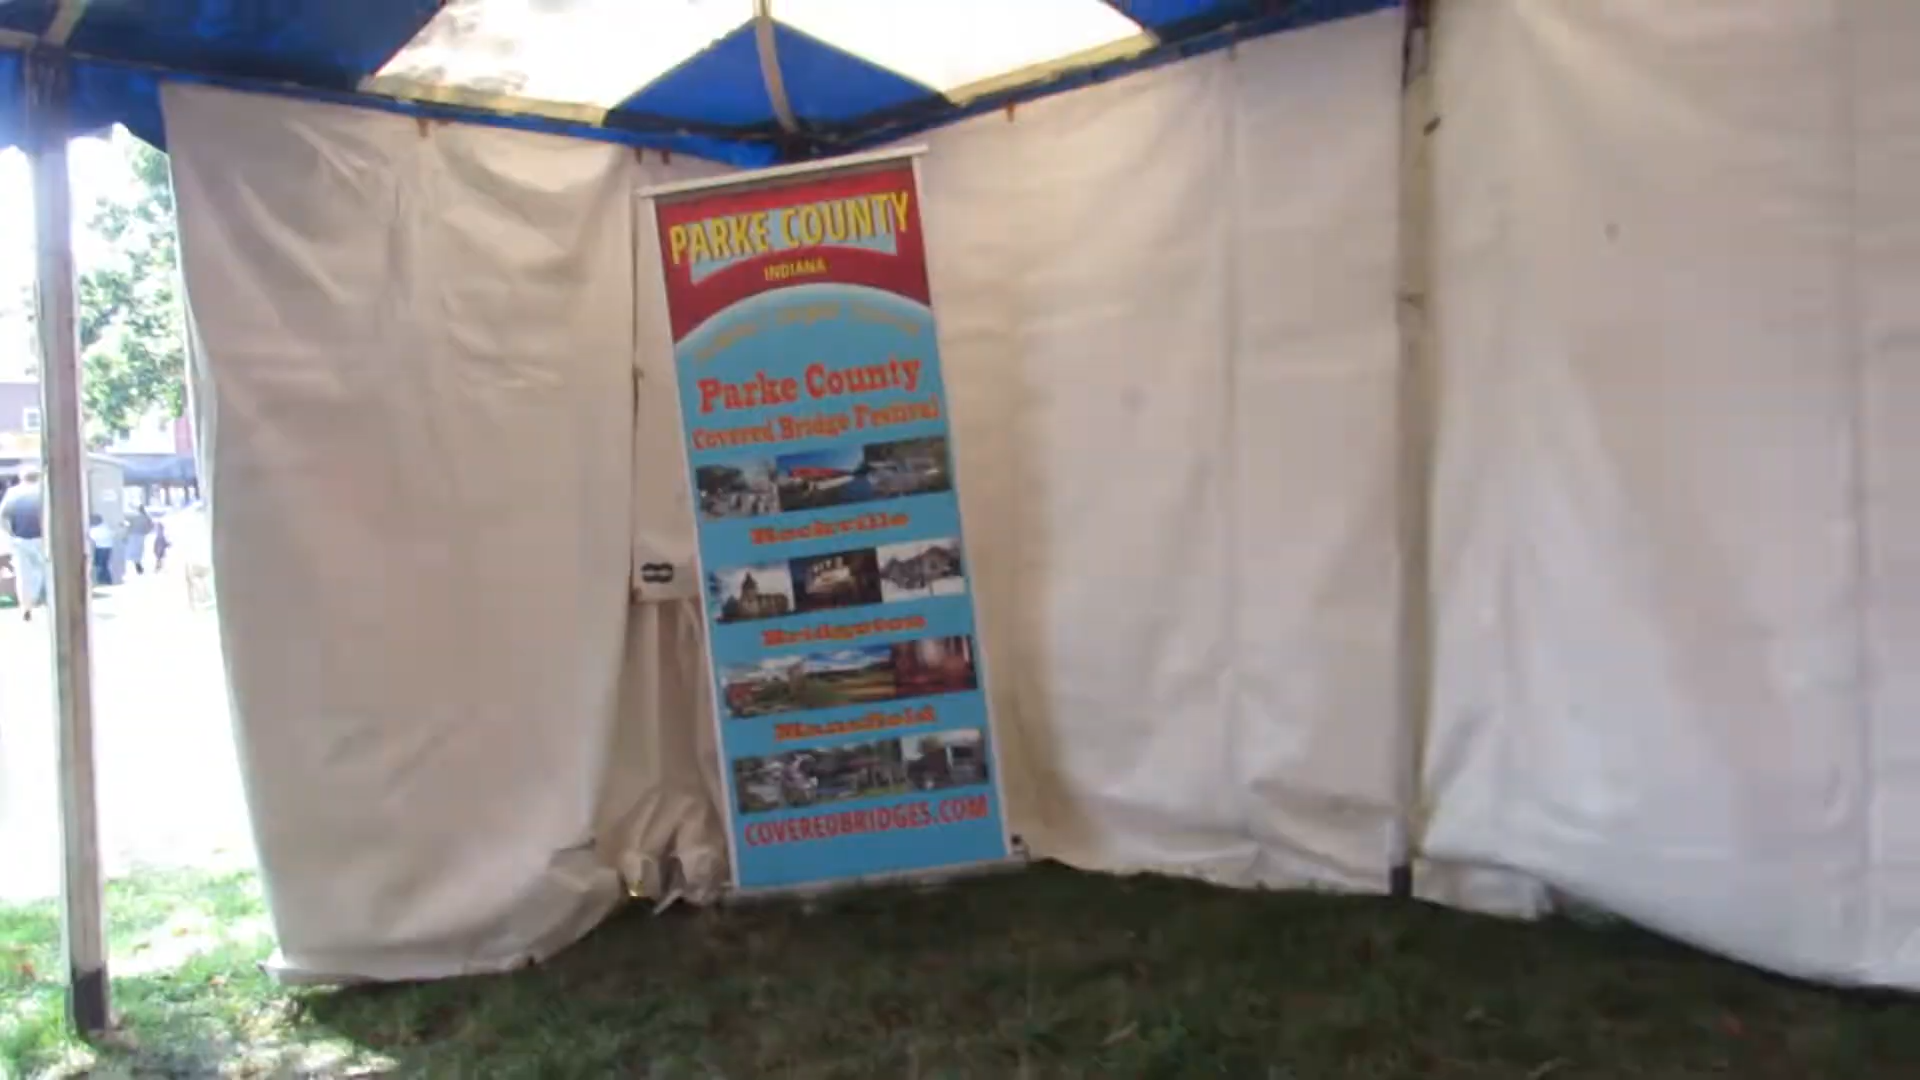 PARKE COUNTY
INDIANA
Parke County
Covered Bridge Festival
Rockville
Bridgeton
Mansfield
COVEREDBRIDGES.COM